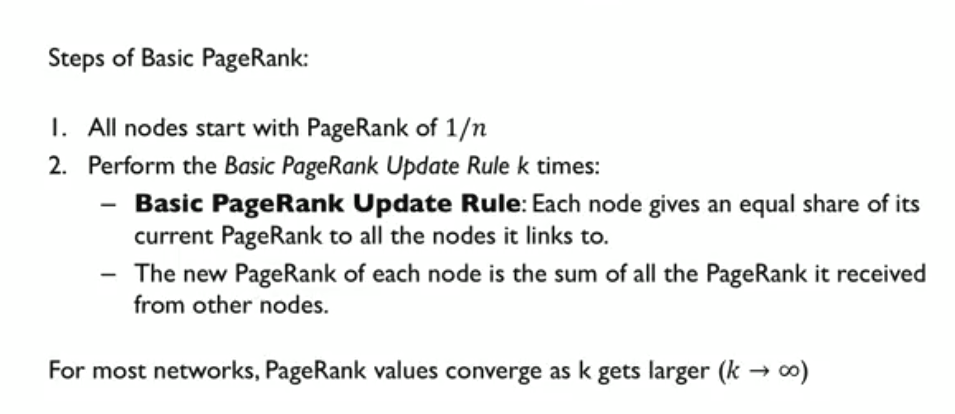 Steps of Basic PageRank:
1. All nodes start with PageRank of 1/n
2. Perform the Basic PageRank Update Rule k times:
– Basic PageRank Update Rule: Each node gives an equal share of its
current PageRank to all the nodes it links to.
– The new PageRank of each node is the sum of all the PageRank it received
from other nodes.
For most networks, PageRank values converge as k gets larger (k → ∞)